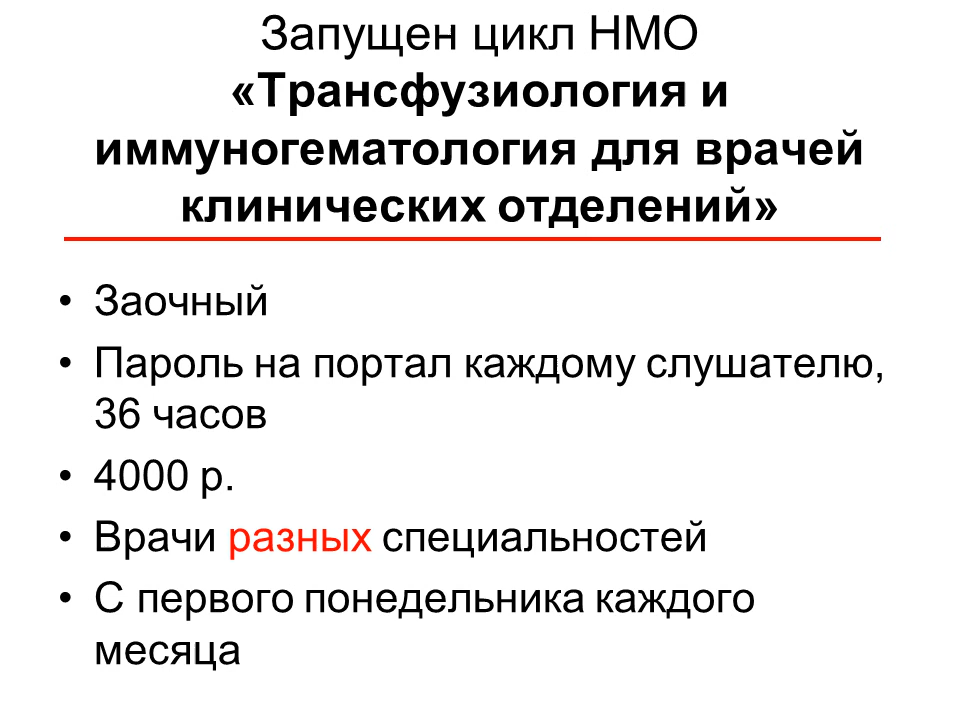 Запущен цикл НМО
«Трансфузиология и
иммуногематология для врачей
клинических отделений»
• Заочный
• Пароль на портал каждому слушателю,
36 часов
• 4000 р.
• Врачи разных специальностей
• С первого понедельника каждого
месяца